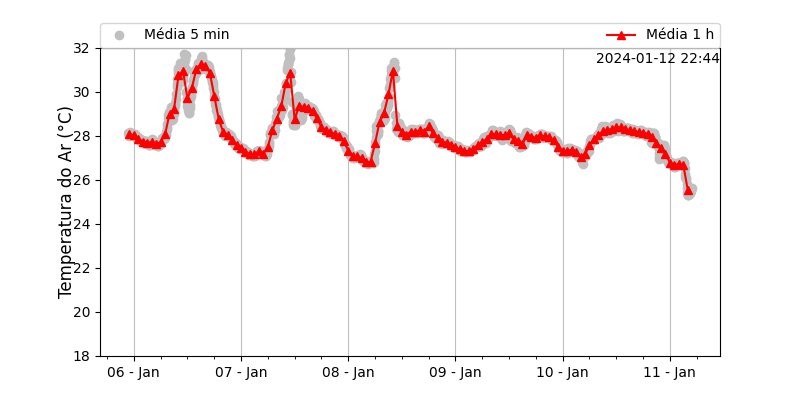 Média 5 min
Média 1 h
2024-01-12 22:44
Temperatura do Ar (°C)
32
30
28
26
24
22
20
18
06 - Jan
07 - Jan
08 - Jan
09 - Jan
10 - Jan
11 - Jan